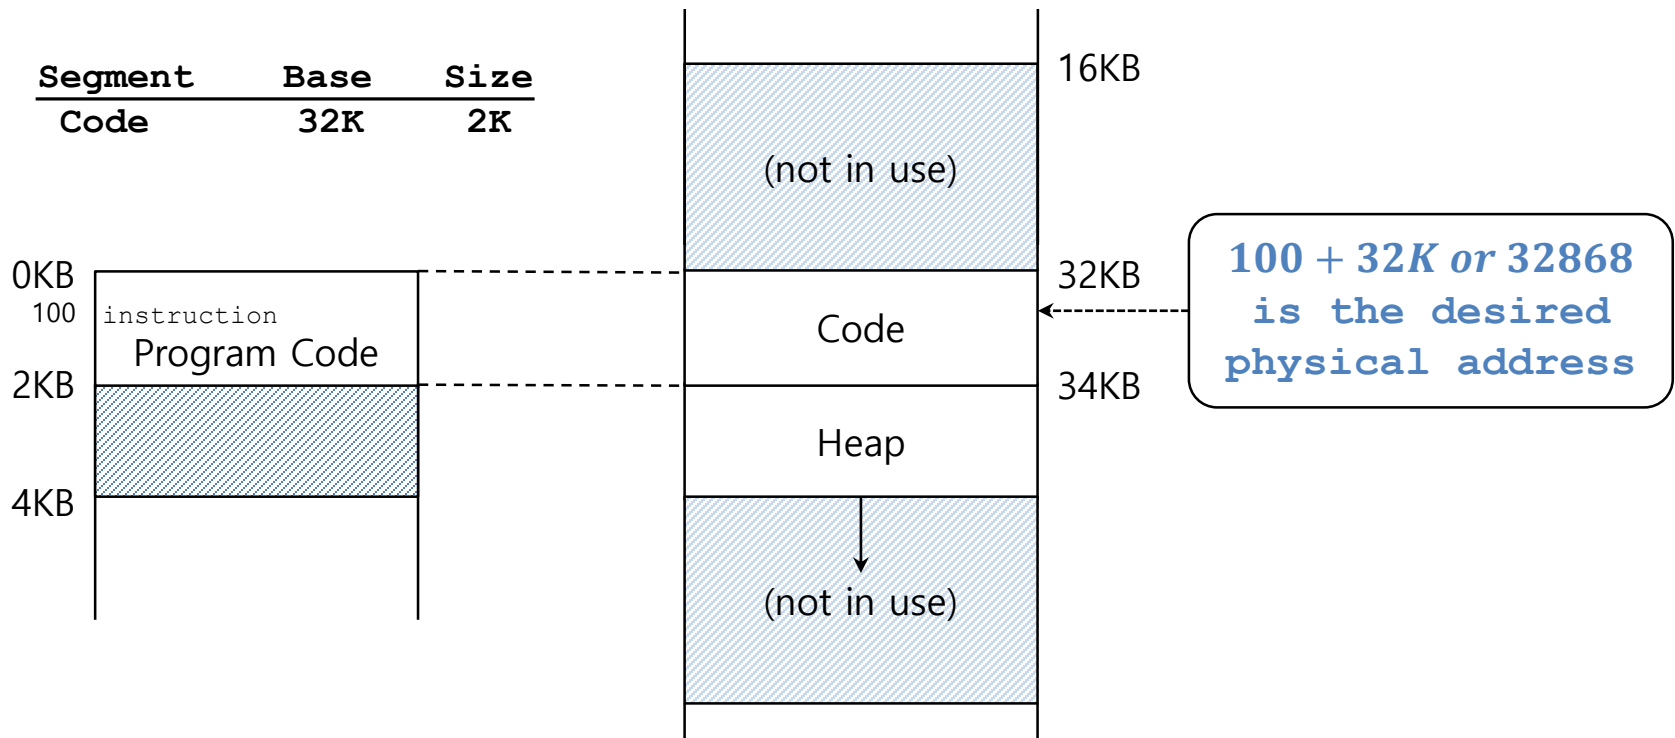 Segment Base Size
Code 32K 2K
0KB
100 instruction
Program Code
2KB
4KB
16KB
(not in use)
32KB
Code
34KB
Heap
(not in use)
100 + 32K or 32868
is the desired
physical address